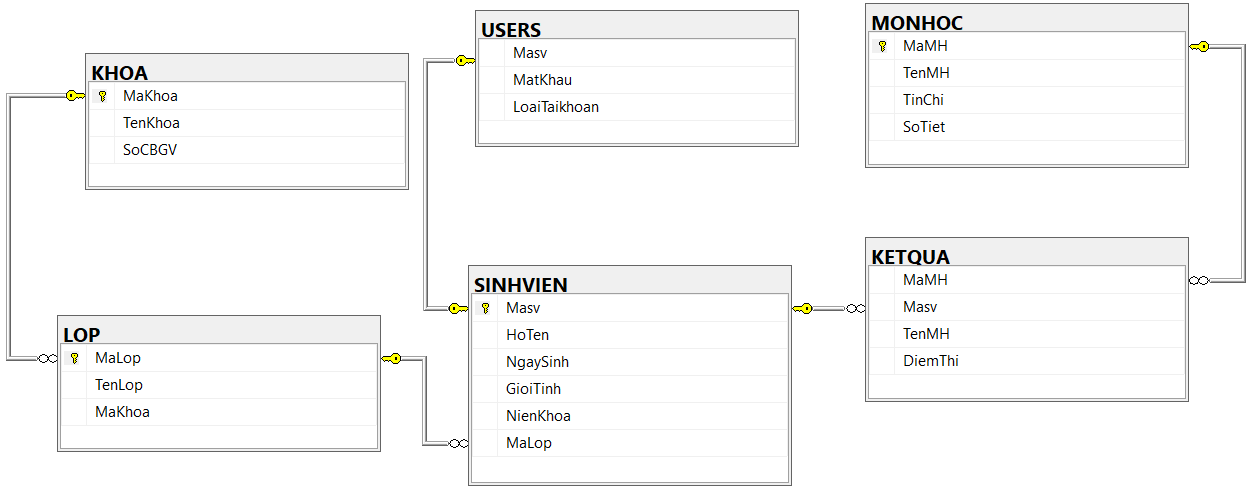 KHOA
MaKhoa
TenKhoa
SoCBGV
USERS
Masv
MatKhau
LoaiTaikhoan
MONHOC
MaMH
TenMH
TinChi
SoTiet
LOP
MaLop
TenLop
MaKhoa
SINHVIEN
Masv
HoTen
NgaySinh
GioiTinh
NienKhoa
MaLop
KETQUA
MaMH
Masv
TenMH
DiemThi